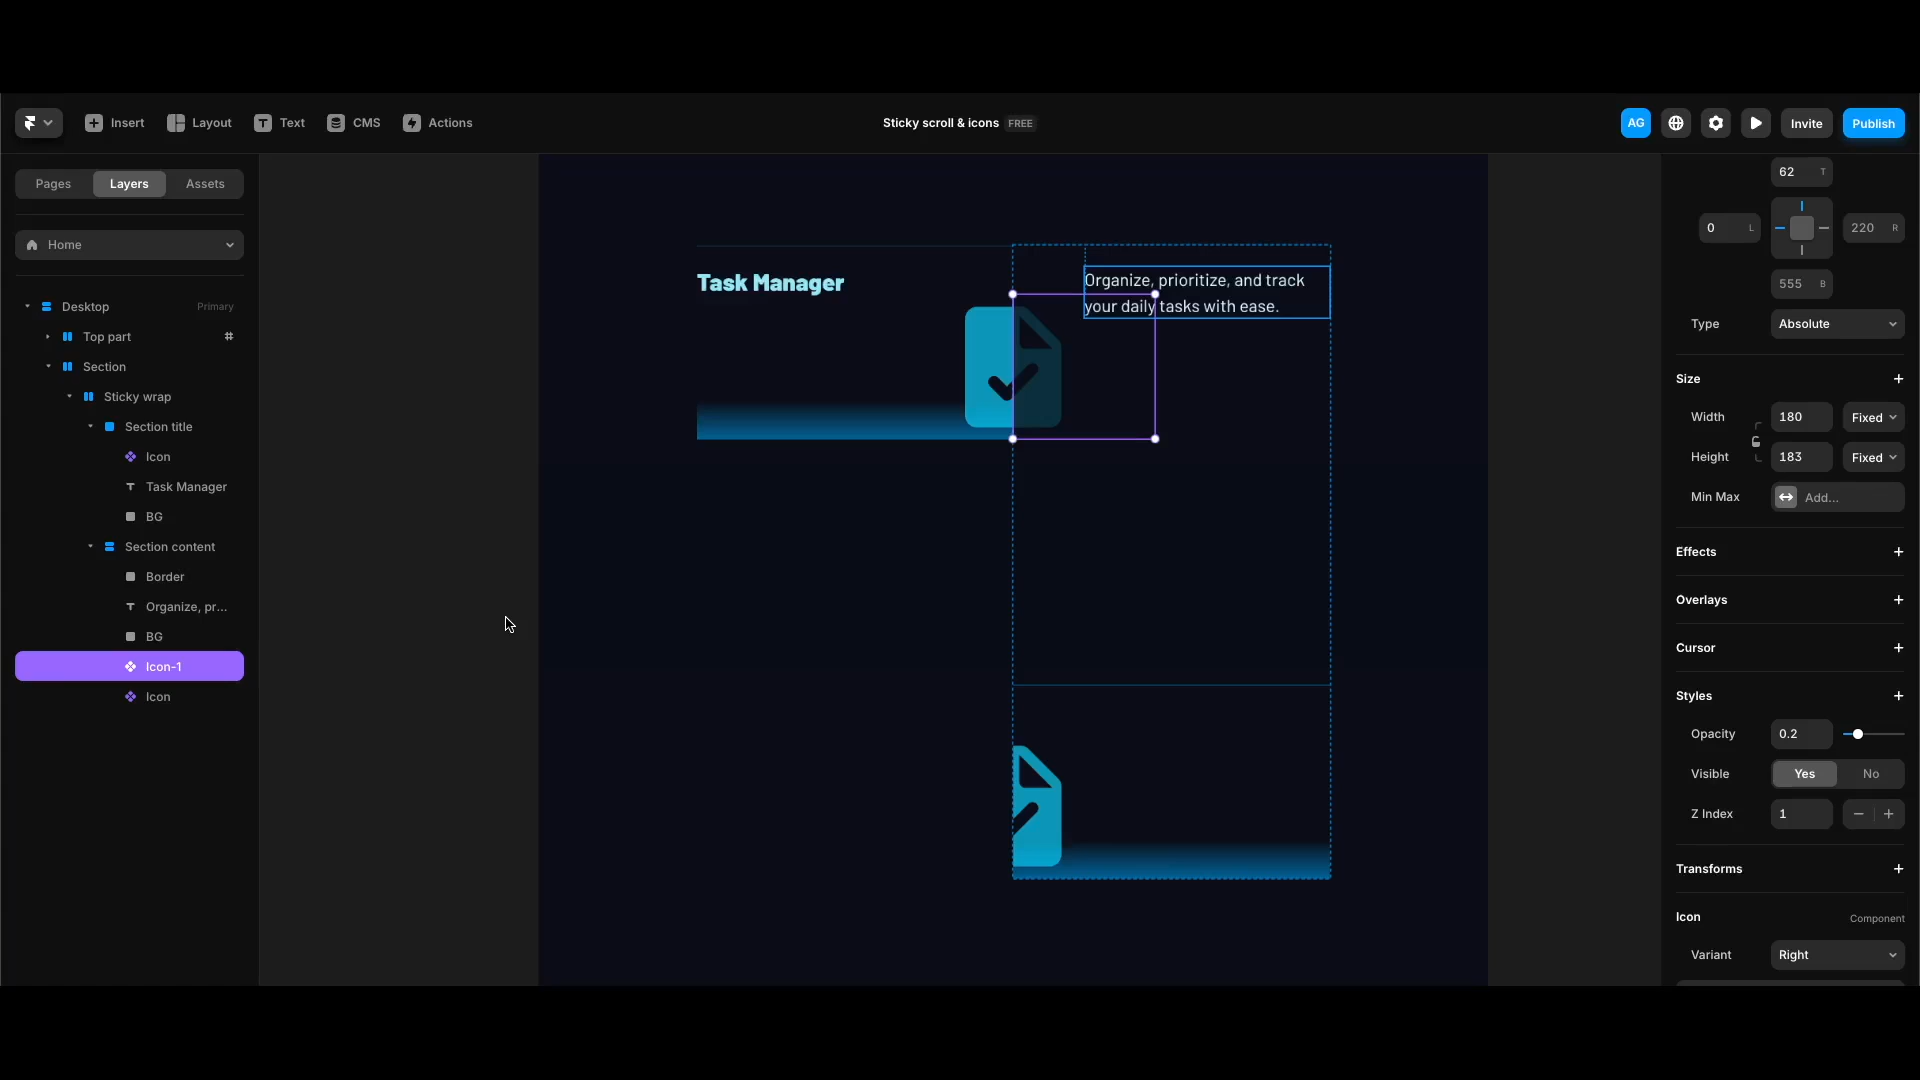 Insert
Layout
Text
CMS
Actions
Sticky scroll & icons FREE
AG
Invite
Publish
Pages
Layers
Assets
Home
Desktop
Primary
Top part
Section
Sticky wrap
Section title
Icon
Task Manager
BG
Section content
Border
Organize, pr...
BG
Icon-1
Icon
Task Manager
Organize, prioritize, and track
your daily tasks with ease.
62 T
0 L
220 R
555 B
Type
Absolute
Size
Width
180
Fixed
Height
183
Fixed
Min Max
Add...
Effects
Overlays
Cursor
Styles
Opacity
0.2
Visible
Yes
No
Z Index
1
Transforms
Icon
Component
Variant
Right